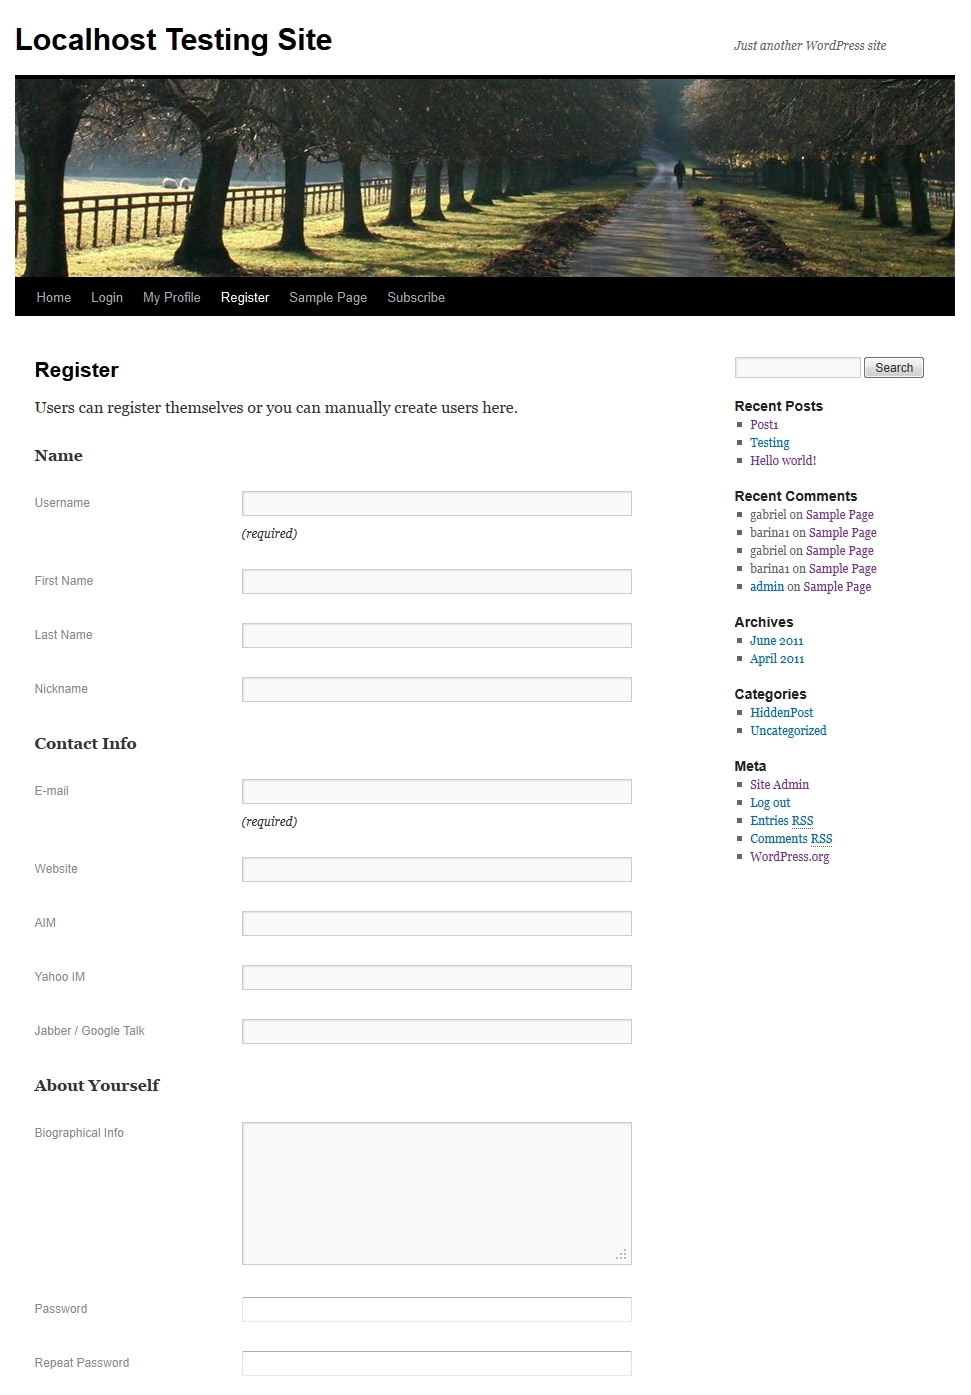 Localhost Testing Site
Just another WordPress site
Home Login My Profile Register Sample Page Subscribe
Register
Users can register themselves or you can manually create users here.
Name
Username
(required)
First Name
Last Name
Nickname
Contact Info
E-mail
(required)
Website
AIM
Yahoo IM
Jabber / Google Talk
About Yourself
Biographical Info
Password
Repeat Password
Search
Recent Posts
Post1
Testing
Hello world!
Recent Comments
gabriel on Sample Page
barina1 on Sample Page
gabriel on Sample Page
barina1 on Sample Page
admin on Sample Page
Archives
June 2011
April 2011
Categories
HiddenPost
Uncategorized
Meta
Site Admin
Log out
Entries RSS
Comments RSS
WordPress.org